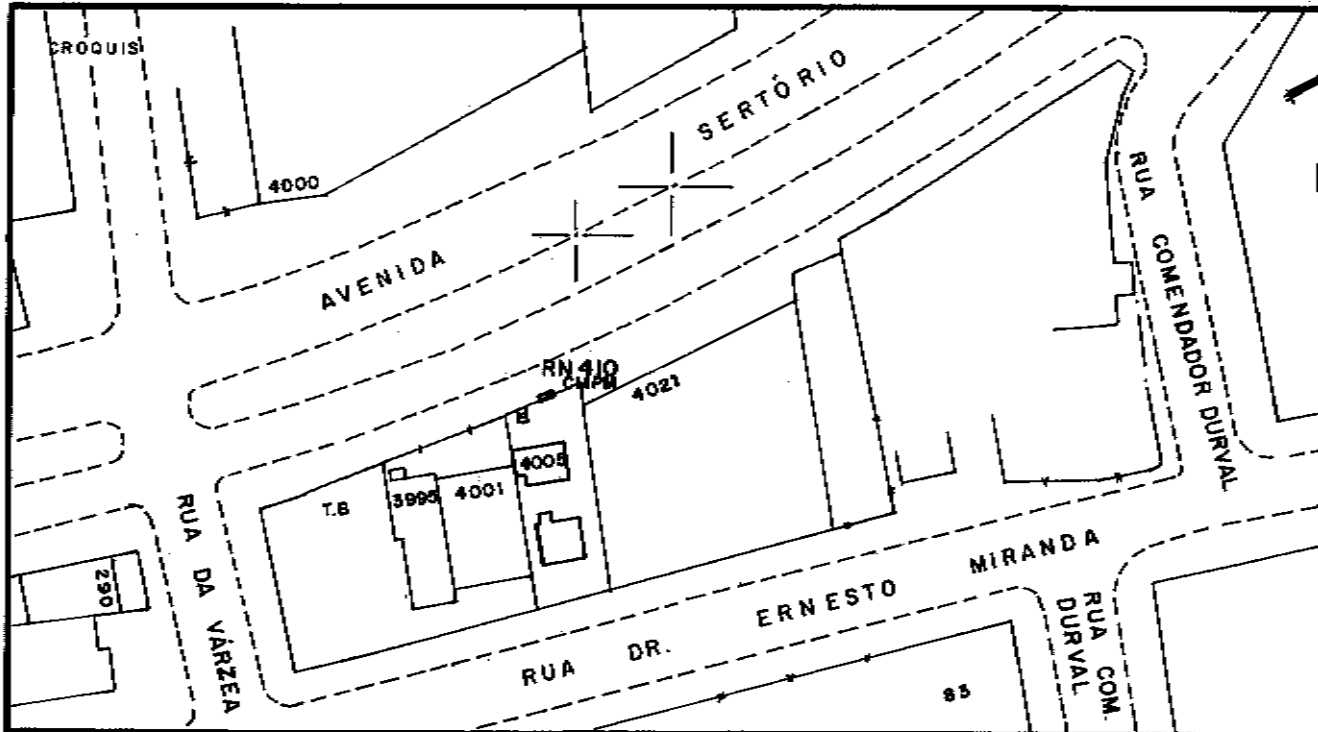 CROQUIS
4000
AVENIDA SERTÓRIO
RN 410
CMPM
4021
4005
3995
4001
T.B
RUA COMENDADOR DURVAL
RUA DA VÁRZEA
290
RUA DR. ERNESTO MIRANDA
RUA COM.
DURVAL
83